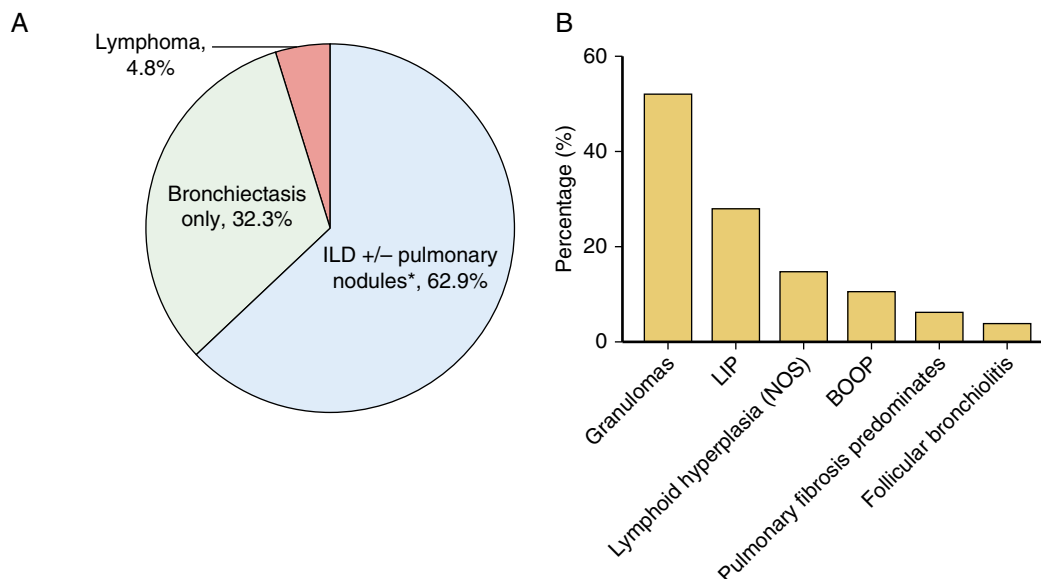 A
Lymphoma,
4.8%
Bronchiectasis
only, 32.3%
ILD +/– pulmonary
nodules*, 62.9%
B
Percentage (%)
60
40
20
0
Granulomas
LIP
Lymphoid hyperplasia (NOS)
BOOP
Pulmonary fibrosis predominates
Follicular bronchiolitis